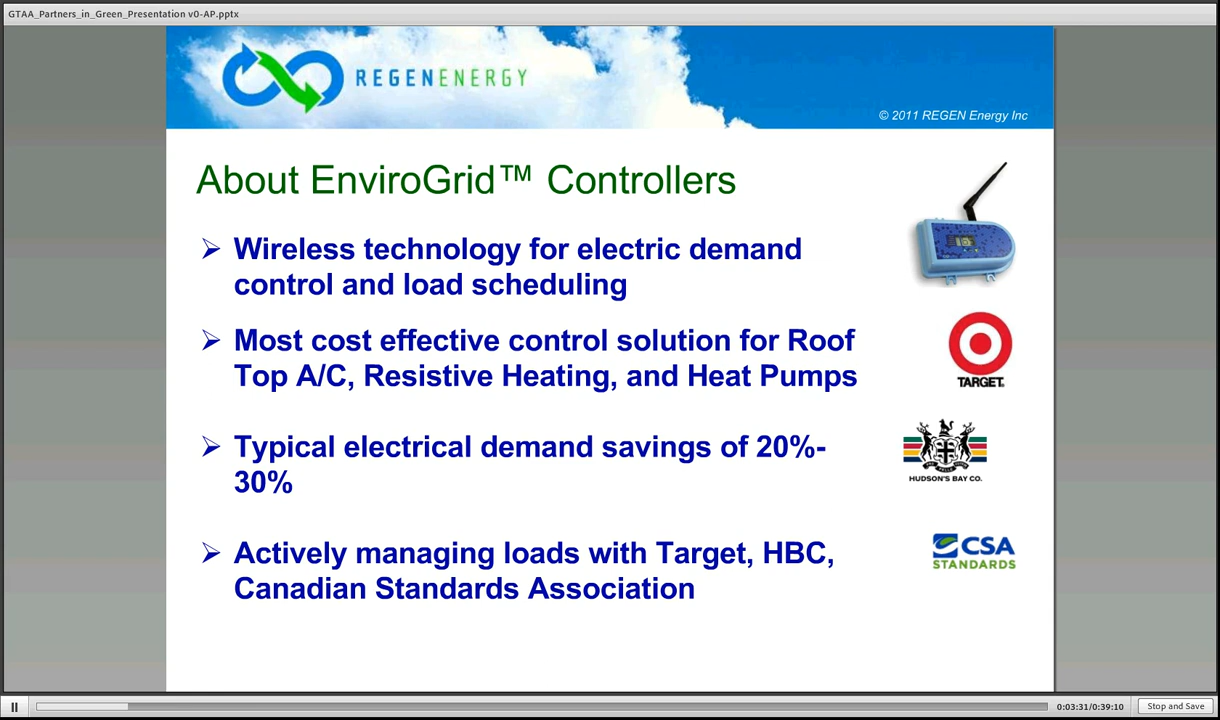 GTAA_Partners_in_Green_Presentation v0-AP.pptx
REGENENERGY
© 2011 REGEN Energy Inc
About EnviroGrid™ Controllers
Wireless technology for electric demand
control and load scheduling
Most cost effective control solution for Roof
Top A/C, Resistive Heating, and Heat Pumps
TARGET.
Typical electrical demand savings of 20%-
30%
HUDSON'S BAY CO.
Actively managing loads with Target, HBC,
Canadian Standards Association
CSA
STANDARDS
0:03:31/0:39:10
Stop and Save